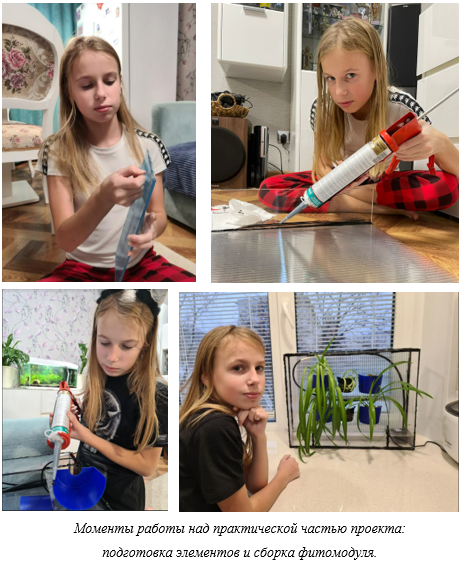 Моменты работы над практической частью проекта:
подготовка элементов и сборка фитомодуля.